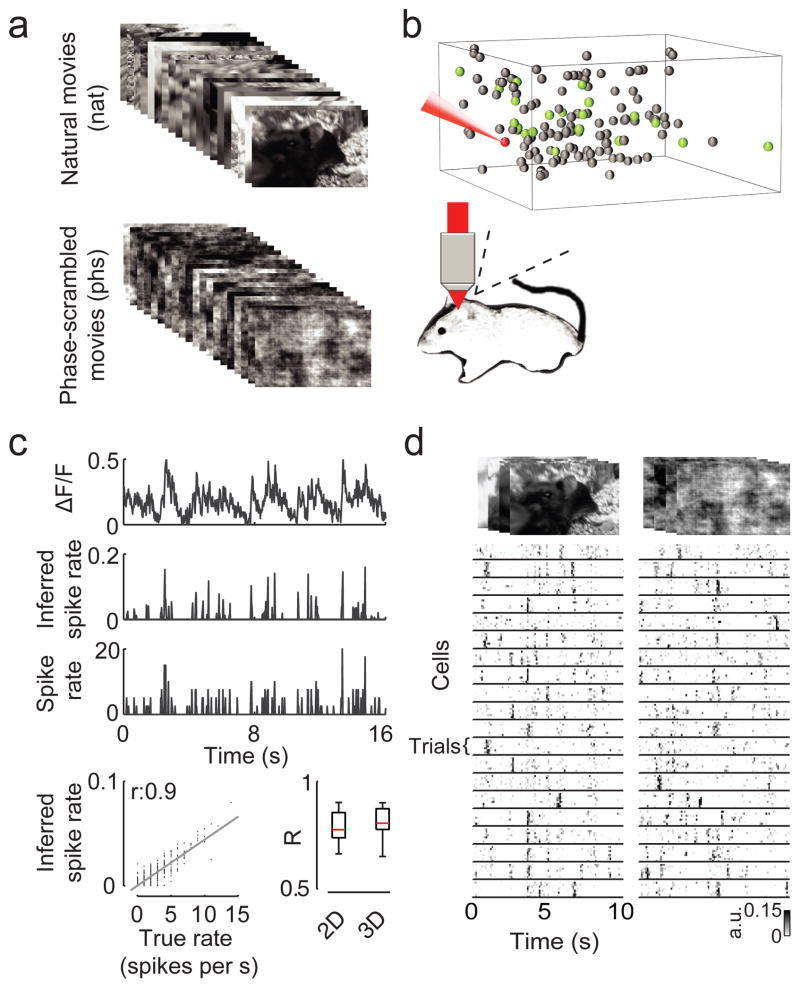 a
Natural movies
(nat)
Phase-scrambled
movies (phs)
b
c
0.5
0
ΔF/F
0.2
0
Inferred
spike rate
20
0
Spike
rate
0
8
16
Time (s)
0.1
0
Inferred
spike rate
r:0.9
0
5
10
15
True rate
(spikes per s)
1
0.5
R
2D
3D
d
Cells
Trials{
0
5
10
Time (s)
a.u.
0.15
0